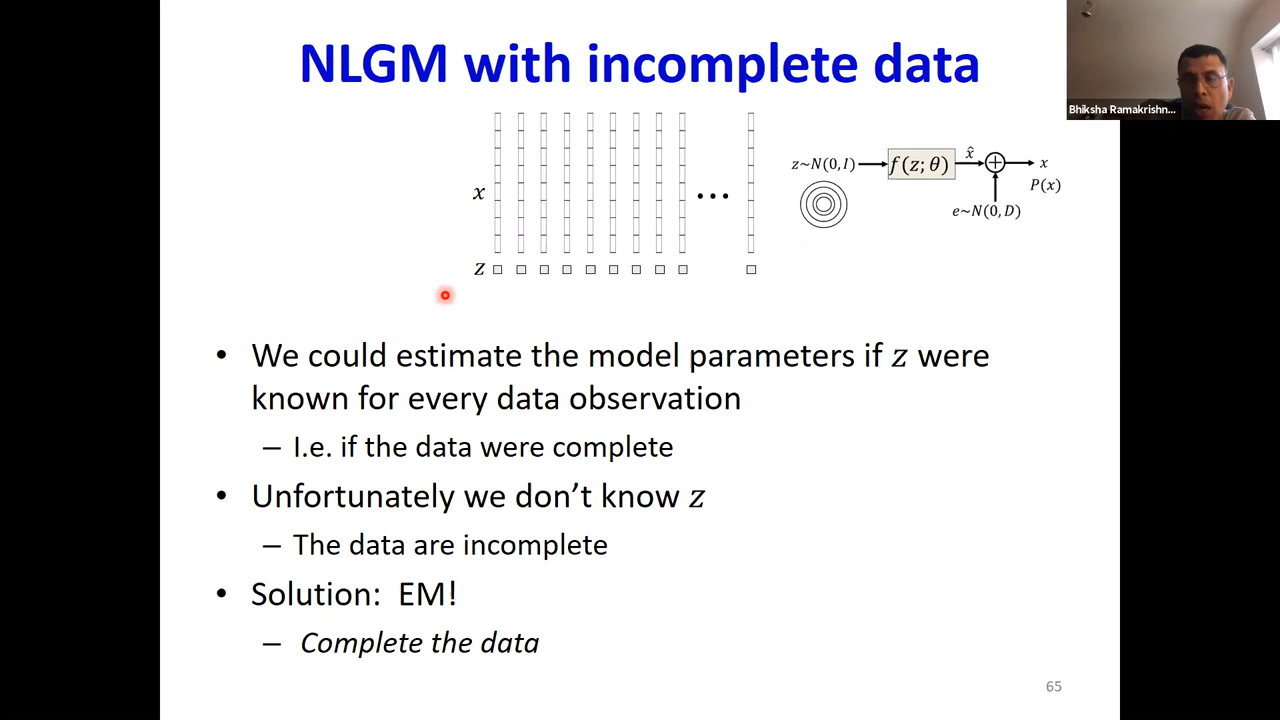 NLGM with incomplete data
Bhiksha Ramakrishn...
x
...
z
z~N(0, I)
f(z; θ)
x̂
x
P(x)
e~N(0, D)
• We could estimate the model parameters if z were
known for every data observation
– I.e. if the data were complete
• Unfortunately we don’t know z
– The data are incomplete
• Solution: EM!
– Complete the data
65